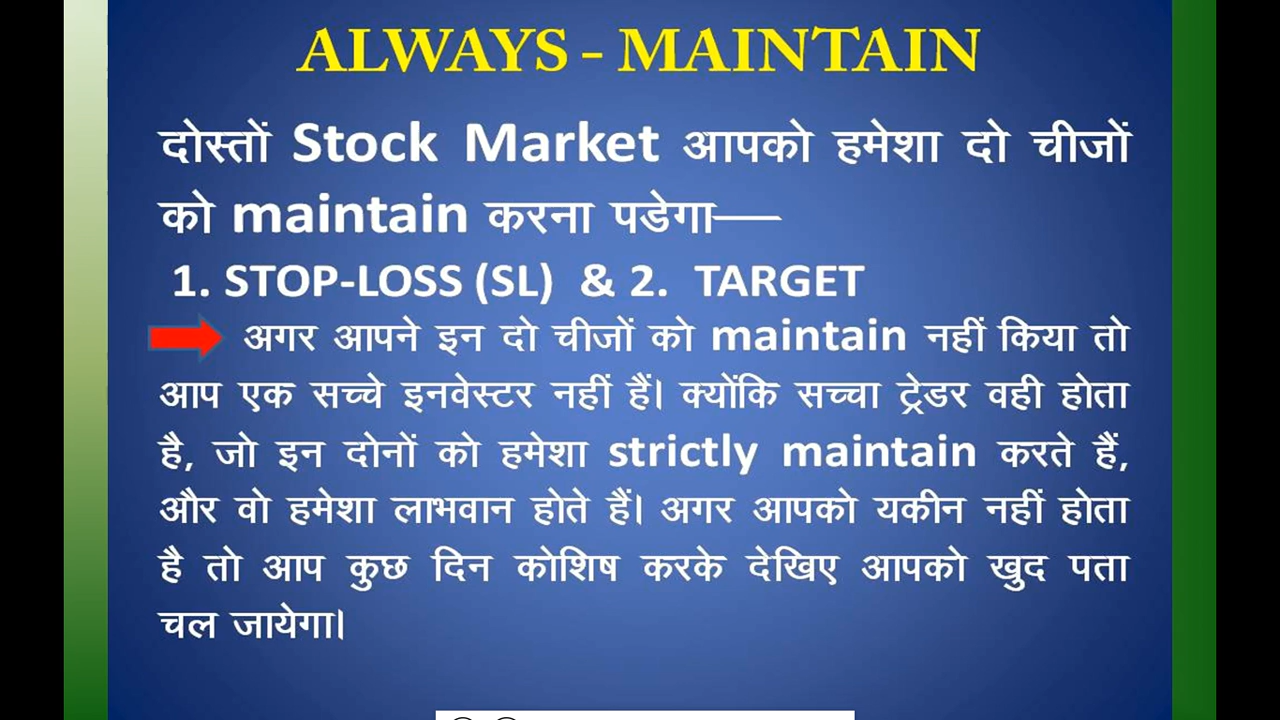 ALWAYS - MAINTAIN
दोस्तों Stock Market आपको हमेशा दो चीजों
को maintain करना पडेगा—
1. STOP-LOSS (SL) & 2. TARGET
अगर आपने इन दो चीजों को maintain नहीं किया तो
आप एक सच्चे इनवेस्टर नहीं हैं। क्योंकि सच्चा ट्रेडर वही होता
है, जो इन दोनों को हमेशा strictly maintain करते हैं,
और वो हमेशा लाभवान होते हैं। अगर आपको यकीन नहीं होता
है तो आप कुछ दिन कोशिष करके देखिए आपको खुद पता
चल जायेगा।